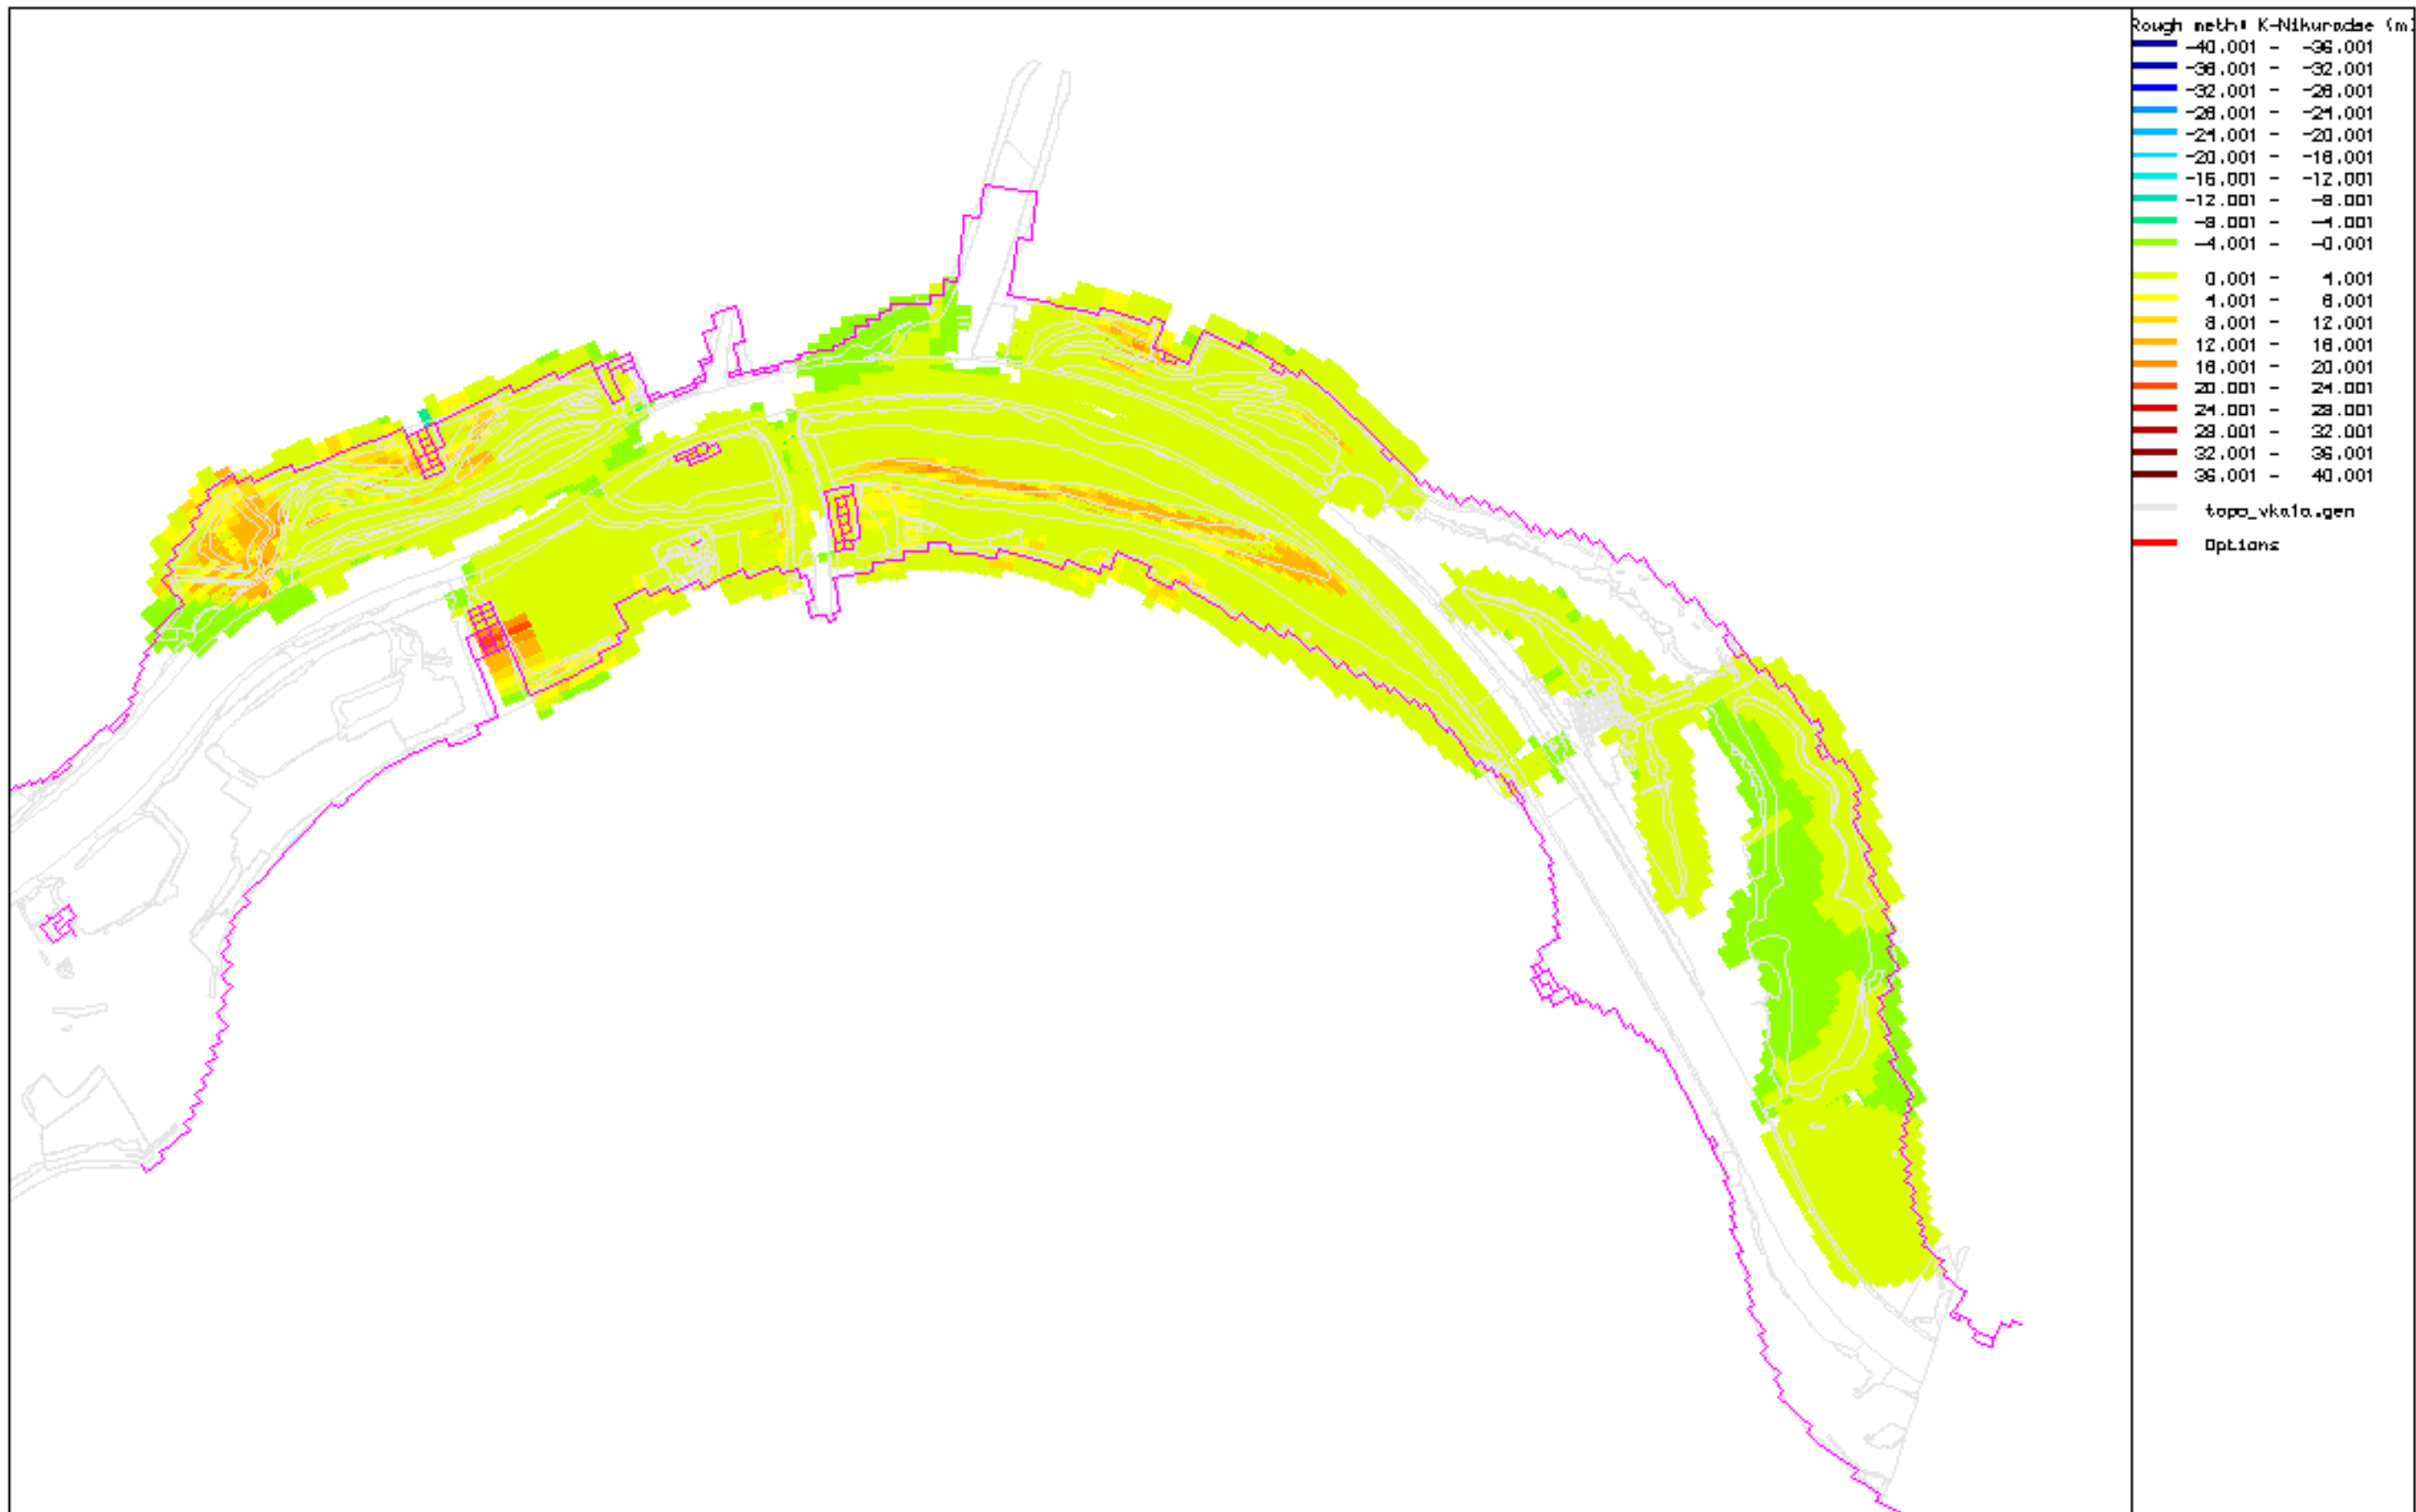 Rough meth: K-Nikuradse (m)
-40.001 - -36.001
-36.001 - -32.001
-32.001 - -28.001
-28.001 - -24.001
-24.001 - -20.001
-20.001 - -16.001
-16.001 - -12.001
-12.001 - -8.001
-8.001 - -4.001
-4.001 - -0.001
0.001 - 4.001
4.001 - 8.001
8.001 - 12.001
12.001 - 16.001
16.001 - 20.001
20.001 - 24.001
24.001 - 28.001
28.001 - 32.001
32.001 - 36.001
36.001 - 40.001
topo_vka1a.gen
Options